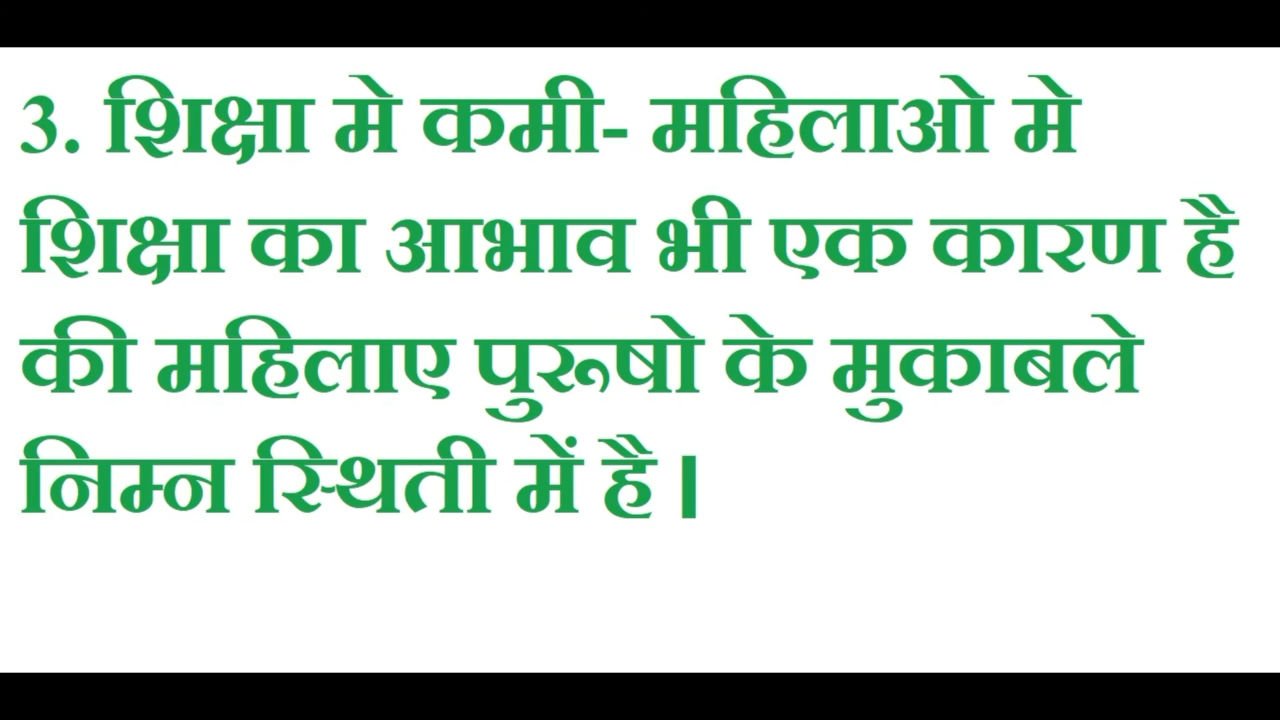 3. शिक्षा मे कमी- महिलाओ मे
शिक्षा का आभाव भी एक कारण है
की महिलाए पुरूषो के मुकाबले
निम्न स्थिती में है ।